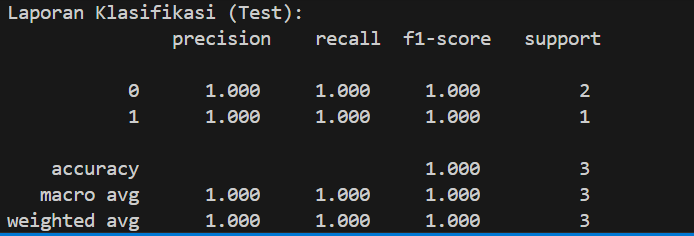 Laporan Klasifikasi (Test):
precision recall f1-score support
0 1.000 1.000 1.000 2
1 1.000 1.000 1.000 1
accuracy 1.000 3
macro avg 1.000 1.000 1.000 3
weighted avg 1.000 1.000 1.000 3